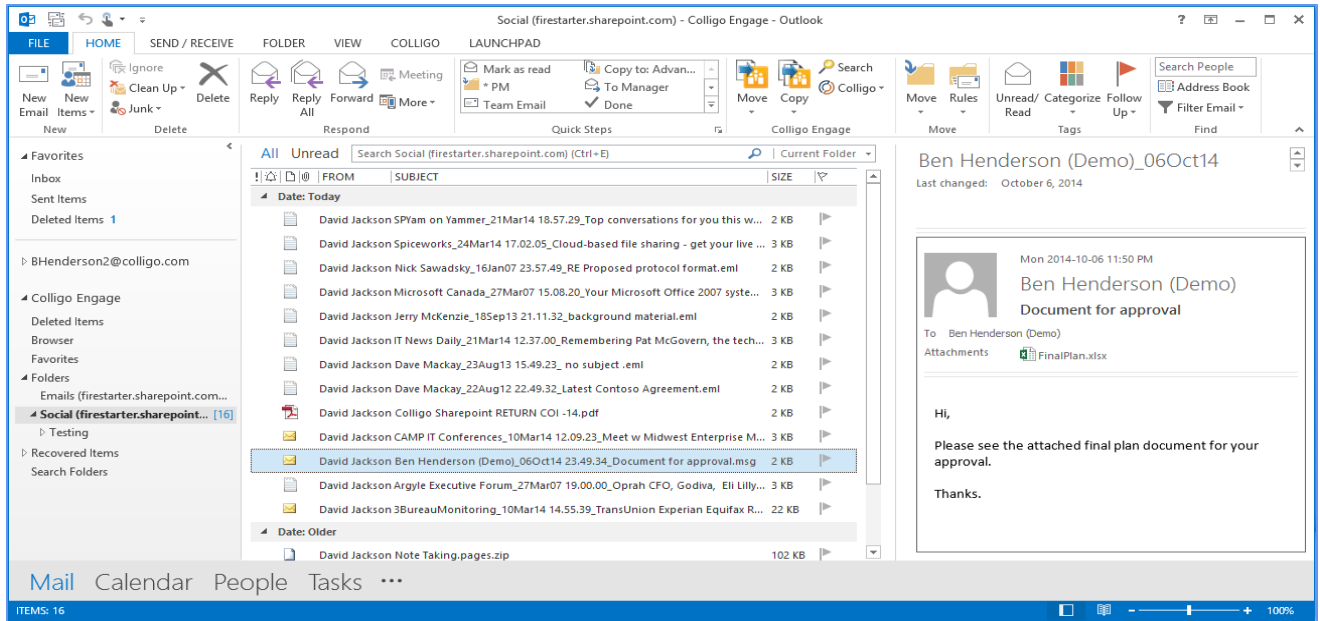 Social (firestarter.sharepoint.com) - Colligo Engage - Outlook
FILE HOME SEND / RECEIVE FOLDER VIEW COLLIGO LAUNCHPAD
New Email
New Items
New
Ignore
Clean Up
Junk
Delete
Delete
Reply
Reply All
Forward
Meeting
More
Respond
Mark as read
* PM
Team Email
Copy to: Advan...
To Manager
Done
Quick Steps
Move
Copy
Search
Colligo
Colligo Engage
Move
Rules
Move
Unread/ Read
Categorize
Follow Up
Tags
Search People
Address Book
Filter Email
Find
Favorites
Inbox
Sent Items
Deleted Items 1
BHenderson2@colligo.com
Colligo Engage
Deleted Items
Browser
Favorites
Folders
Emails (firestarter.sharepoint.com...
Social (firestarter.sharepoint... [16]
Testing
Recovered Items
Search Folders
All Unread Search Social (firestarter.sharepoint.com) (Ctrl+E) Current Folder
! FROM SUBJECT SIZE
Date: Today
David Jackson SPYam on Yammer_21Mar14 18.57.29_Top conversations for you this w... 2 KB
David Jackson Spiceworks_24Mar14 17.02.05_Cloud-based file sharing - get your live ... 3 KB
David Jackson Nick Sawadsky_16Jan07 23.57.49_RE Proposed protocol format.eml 2 KB
David Jackson Microsoft Canada_27Mar07 15.08.20_Your Microsoft Office 2007 syste... 3 KB
David Jackson Jerry McKenzie_18Sep13 21.11.32_background material.eml 2 KB
David Jackson IT News Daily_21Mar14 12.37.00_Remembering Pat McGovern, the tech... 3 KB
David Jackson Dave Mackay_23Aug13 15.49.23_ no subject .eml 2 KB
David Jackson Dave Mackay_22Aug12 22.49.32_Latest Contoso Agreement.eml 2 KB
David Jackson Colligo Sharepoint RETURN COI -14.pdf 2 KB
David Jackson CAMP IT Conferences_10Mar14 12.09.23_Meet w Midwest Enterprise M... 3 KB
David Jackson Ben Henderson (Demo)_06Oct14 23.49.34_Document for approval.msg 2 KB
David Jackson Argyle Executive Forum_27Mar07 19.00.00_Oprah CFO, Godiva, Eli Lilly... 3 KB
David Jackson 3BureauMonitoring_10Mar14 14.55.39_TransUnion Experian Equifax R... 22 KB
Date: Older
David Jackson Note Taking.pages.zip 102 KB
Ben Henderson (Demo)_06Oct14
Last changed: October 6, 2014
Mon 2014-10-06 11:50 PM
Ben Henderson (Demo)
Document for approval
To Ben Henderson (Demo)
Attachments FinalPlan.xlsx
Hi,
Please see the attached final plan document for your
approval.
Thanks.
Mail Calendar People Tasks •••
ITEMS: 16 100%